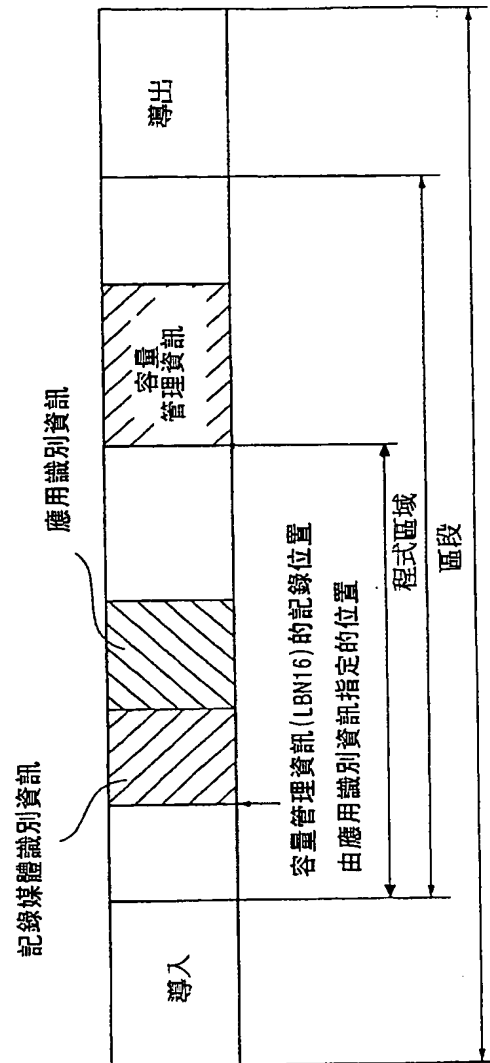 記錄媒體識別資訊
應用識別資訊
導入
容量
管理資訊
導出
容量管理資訊(LBN16)的記錄位置
由應用識別資訊指定的位置
程式區域
區段